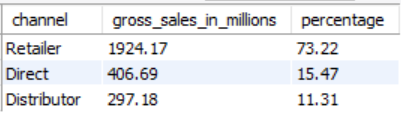 channel gross_sales_in_millions percentage
Retailer 1924.17 73.22
Direct 406.69 15.47
Distributor 297.18 11.31